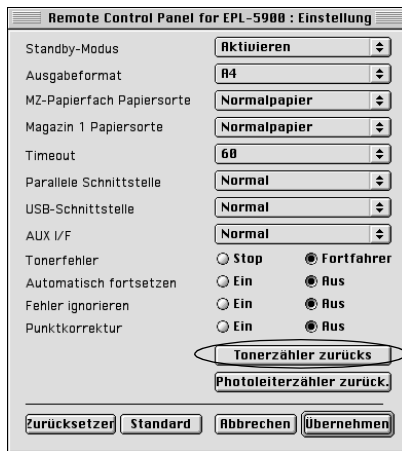 Remote Control Panel for EPL-5900 : Einstellung
Standby-Modus Aktivieren
Ausgabeformat A4
MZ-Papierfach Papiersorte Normalpapier
Magazin 1 Papiersorte Normalpapier
Timeout 60
Parallele Schnittstelle Normal
USB-Schnittstelle Normal
AUX I/F Normal
Tonerfehler Stop Fortfahrer
Automatisch fortsetzen Ein Aus
Fehler ignorieren Ein Aus
Punktkorrektur Ein Aus
Tonerzähler zurücks
Photoleiterzähler zurück.
Zurücksetzer Standard Abbrechen Übernehmen